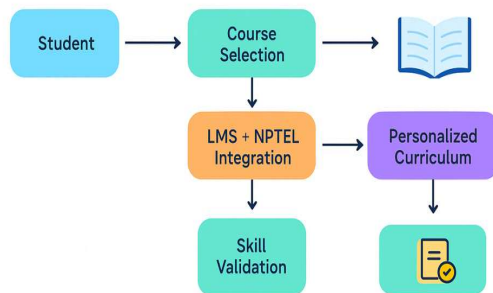 Student
Course
Selection
LMS + NPTEL
Integration
Personalized
Curriculum
Skill
Validation